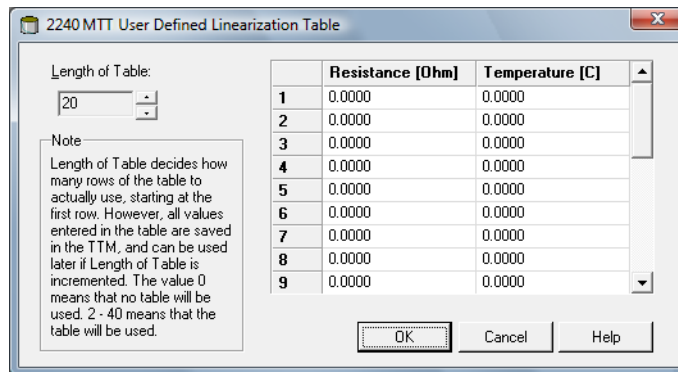 2240 MTT User Defined Linearization Table
Length of Table:
20
Note
Length of Table decides how
many rows of the table to
actually use, starting at the
first row. However, all values
entered in the table are saved
in the TTM, and can be used
later if Length of Table is
incremented. The value 0
means that no table will be
used. 2 - 40 means that the
table will be used.
Resistance [Ohm] Temperature [C]
1 0.0000 0.0000
2 0.0000 0.0000
3 0.0000 0.0000
4 0.0000 0.0000
5 0.0000 0.0000
6 0.0000 0.0000
7 0.0000 0.0000
8 0.0000 0.0000
9 0.0000 0.0000
OK Cancel Help